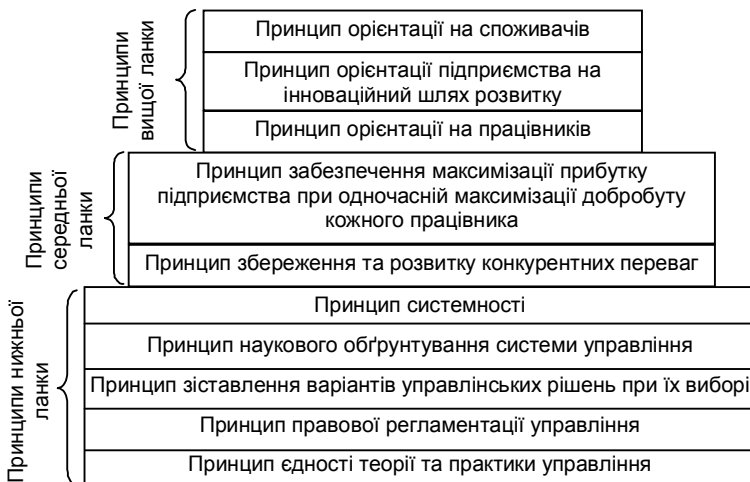 Принципи
вищої ланки
Принцип орієнтації на споживачів
Принцип орієнтації підприємства на
інноваційний шлях розвитку
Принцип орієнтації на працівників
Принципи
середньої
ланки
Принцип забезпечення максимізації прибутку
підприємства при одночасній максимізації добробуту
кожного працівника
Принцип збереження та розвитку конкурентних переваг
Принципи нижньої
ланки
Принцип системності
Принцип наукового обґрунтування системи управління
Принцип зіставлення варіантів управлінських рішень при їх виборі
Принцип правової регламентації управління
Принцип єдності теорії та практики управління